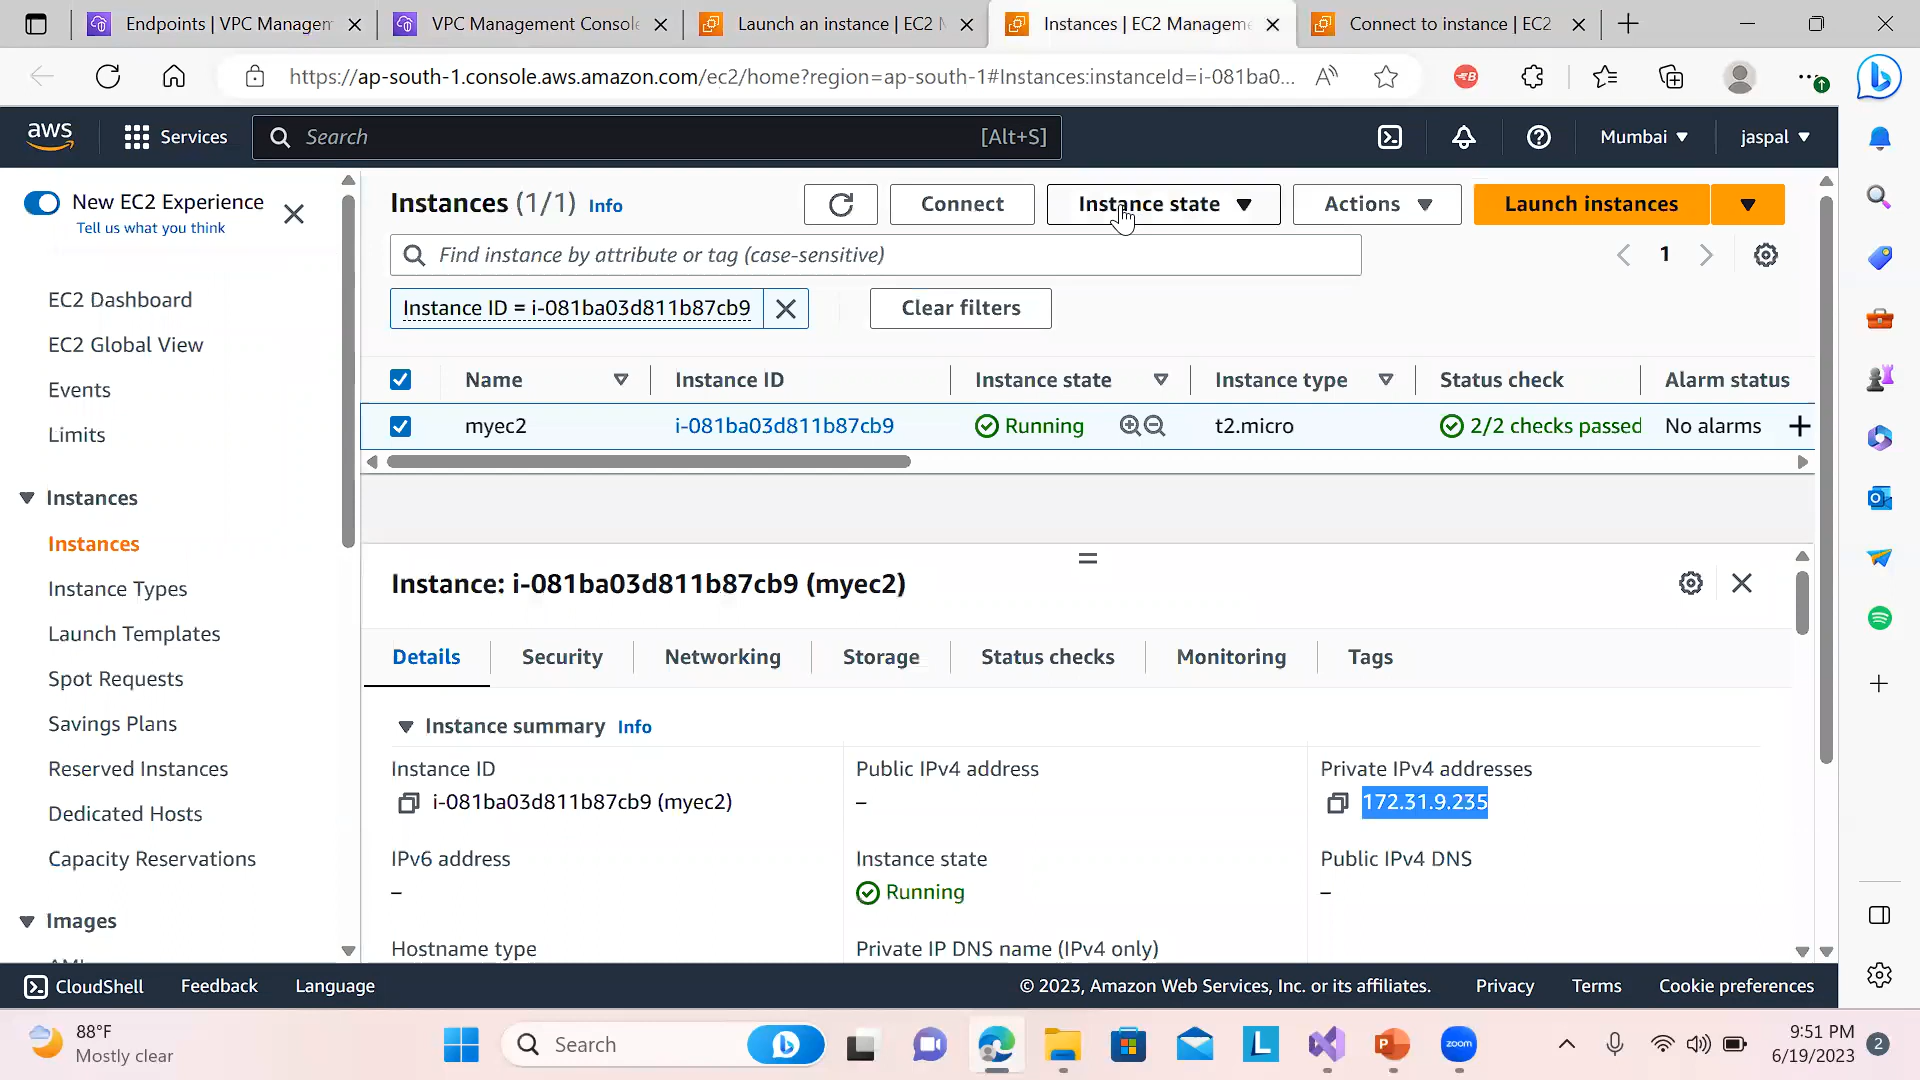 Endpoints | VPC Managem
VPC Management Console
Launch an instance | EC2 M
Instances | EC2 Manageme
Connect to instance | EC2
https://ap-south-1.console.aws.amazon.com/ec2/home?region=ap-south-1#Instances:instanceId=i-081ba0...
aws
Services
Search
[Alt+S]
Mumbai
jaspal
New EC2 Experience
Tell us what you think
EC2 Dashboard
EC2 Global View
Events
Limits
Instances
Instances
Instance Types
Launch Templates
Spot Requests
Savings Plans
Reserved Instances
Dedicated Hosts
Capacity Reservations
Images
Instances (1/1) Info
Connect
Instance state
Actions
Launch instances
Find instance by attribute or tag (case-sensitive)
1
Instance ID = i-081ba03d811b87cb9
Clear filters
Name
Instance ID
Instance state
Instance type
Status check
Alarm status
myec2
i-081ba03d811b87cb9
Running
t2.micro
2/2 checks passed
No alarms
Instance: i-081ba03d811b87cb9 (myec2)
Details
Security
Networking
Storage
Status checks
Monitoring
Tags
Instance summary Info
Instance ID
i-081ba03d811b87cb9 (myec2)
Public IPv4 address
–
Private IPv4 addresses
172.31.9.235
IPv6 address
–
Instance state
Running
Public IPv4 DNS
–
Hostname type
Private IP DNS name (IPv4 only)
CloudShell
Feedback
Language
© 2023, Amazon Web Services, Inc. or its affiliates.
Privacy
Terms
Cookie preferences
88°F
Mostly clear
Search
zoom
9:51 PM
6/19/2023
2